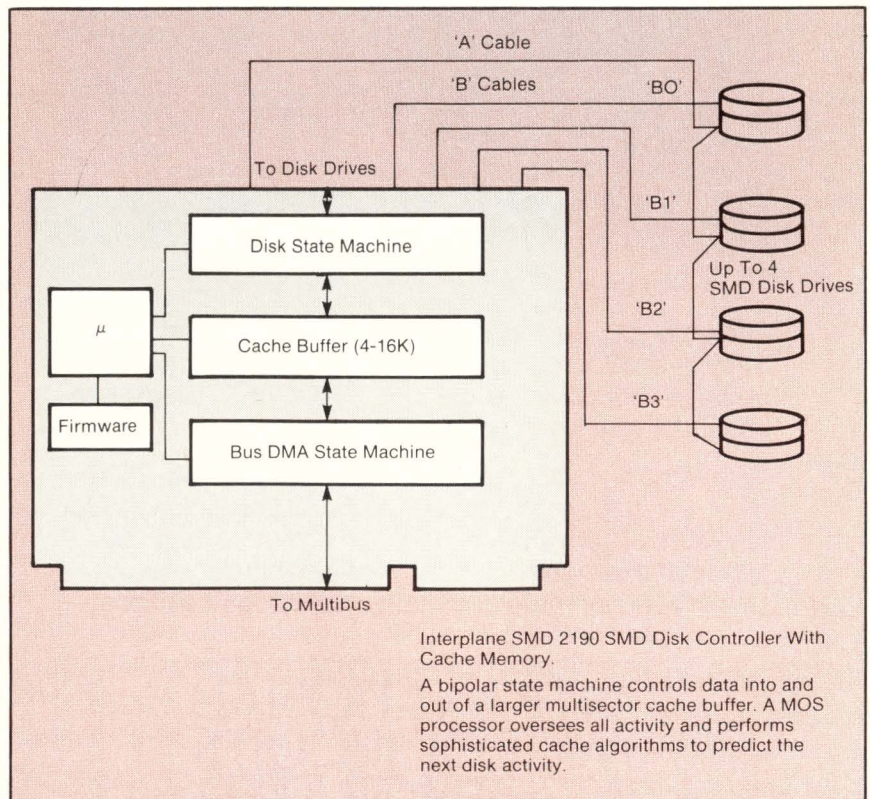 'A' Cable
'B' Cables
'BO'
To Disk Drives
'B1'
Disk State Machine
Up To 4
SMD Disk Drives
μ
'B2'
Cache Buffer (4-16K)
'B3'
Firmware
Bus DMA State Machine
To Multibus
Interplane SMD 2190 SMD Disk Controller With
Cache Memory.
A bipolar state machine controls data into and
out of a larger multisector cache buffer. A MOS
processor oversees all activity and performs
sophisticated cache algorithms to predict the
next disk activity.